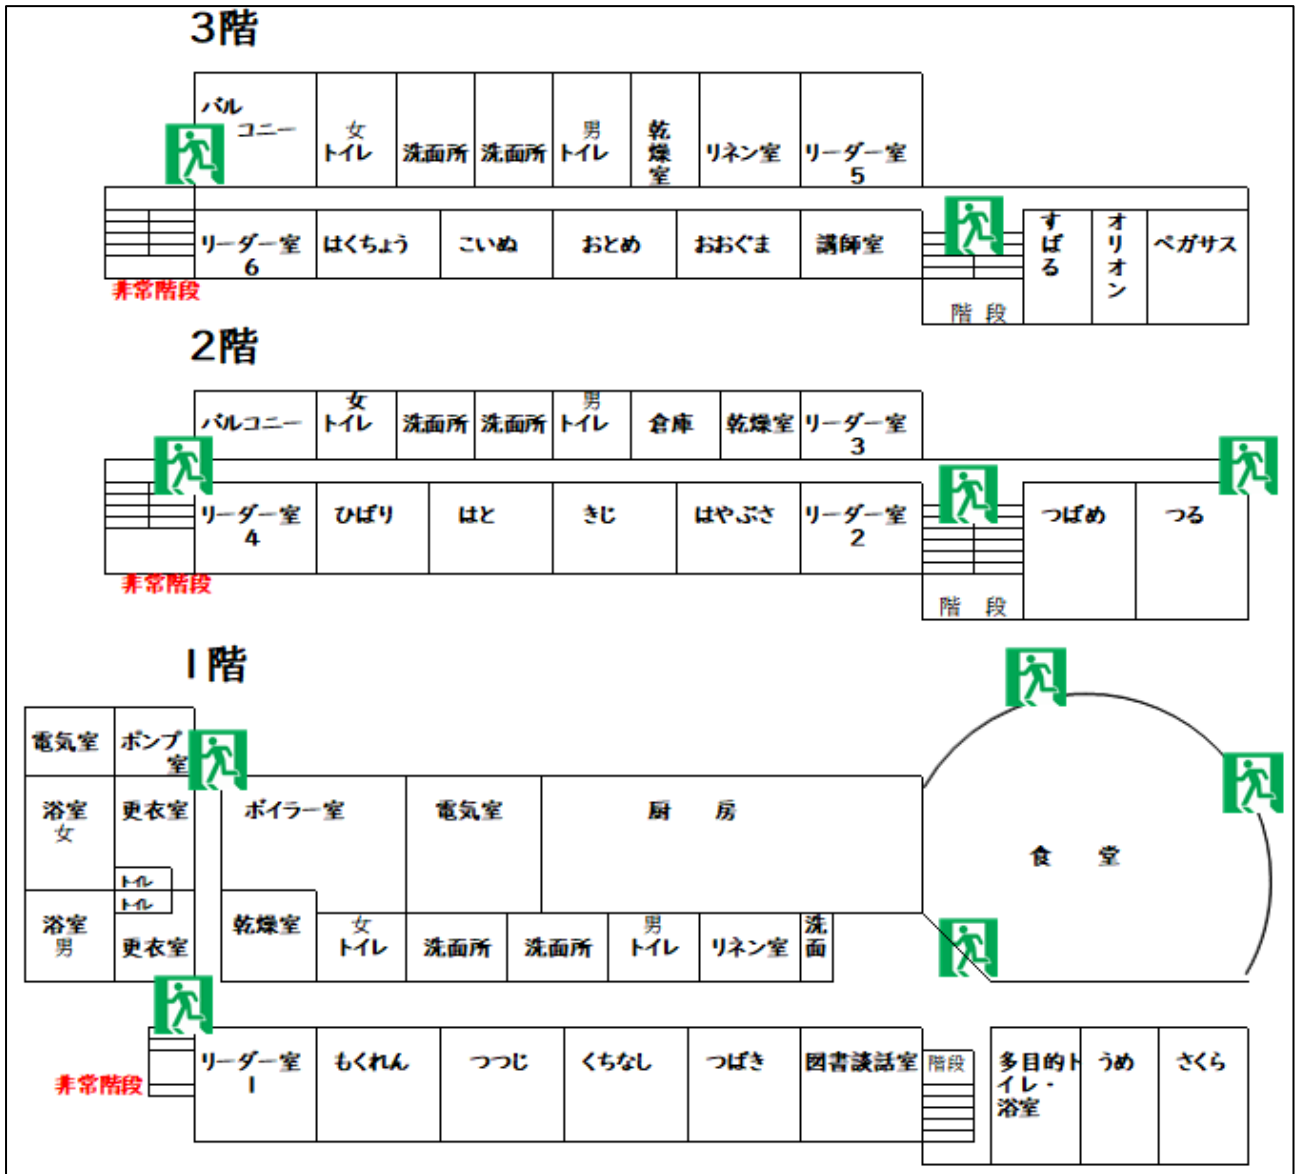 3階
バル
コニー
女
トイレ
洗面所
洗面所
男
トイレ
乾燥室
リネン室
リーダー室
5
リーダー室
6
はくちょう
こいぬ
おとめ
おおぐま
講師室
すばる
オリオン
ペガサス
非常階段
階 段
2階
バルコニー
女
トイレ
洗面所
洗面所
男
トイレ
倉庫
乾燥室
リーダー室
3
リーダー室
4
ひばり
はと
きじ
はやぶさ
リーダー室
2
つばめ
つる
非常階段
階 段
1階
電気室
ポンプ
室
浴室
女
更衣室
トイレ
トイレ
浴室
男
更衣室
ボイラー室
電気室
厨 房
食 堂
乾燥室
女
トイレ
洗面所
洗面所
男
トイレ
リネン室
洗面
非常階段
リーダー室
1
もくれん
つつじ
くちなし
つばき
図書談話室
階段
多目的ト
イレ・
浴室
うめ
さくら